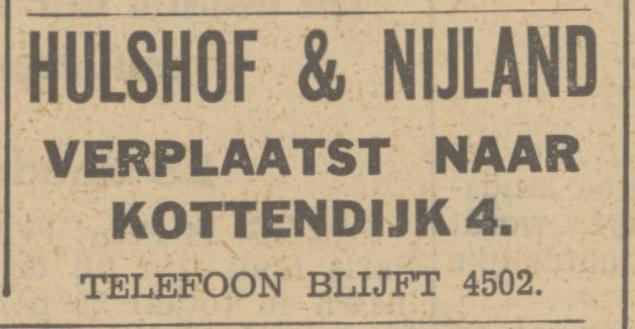 HULSHOF & NIJLAND
VERPLAATST NAAR
KOTTENDIJK 4.
TELEFOON BLIJFT 4502.